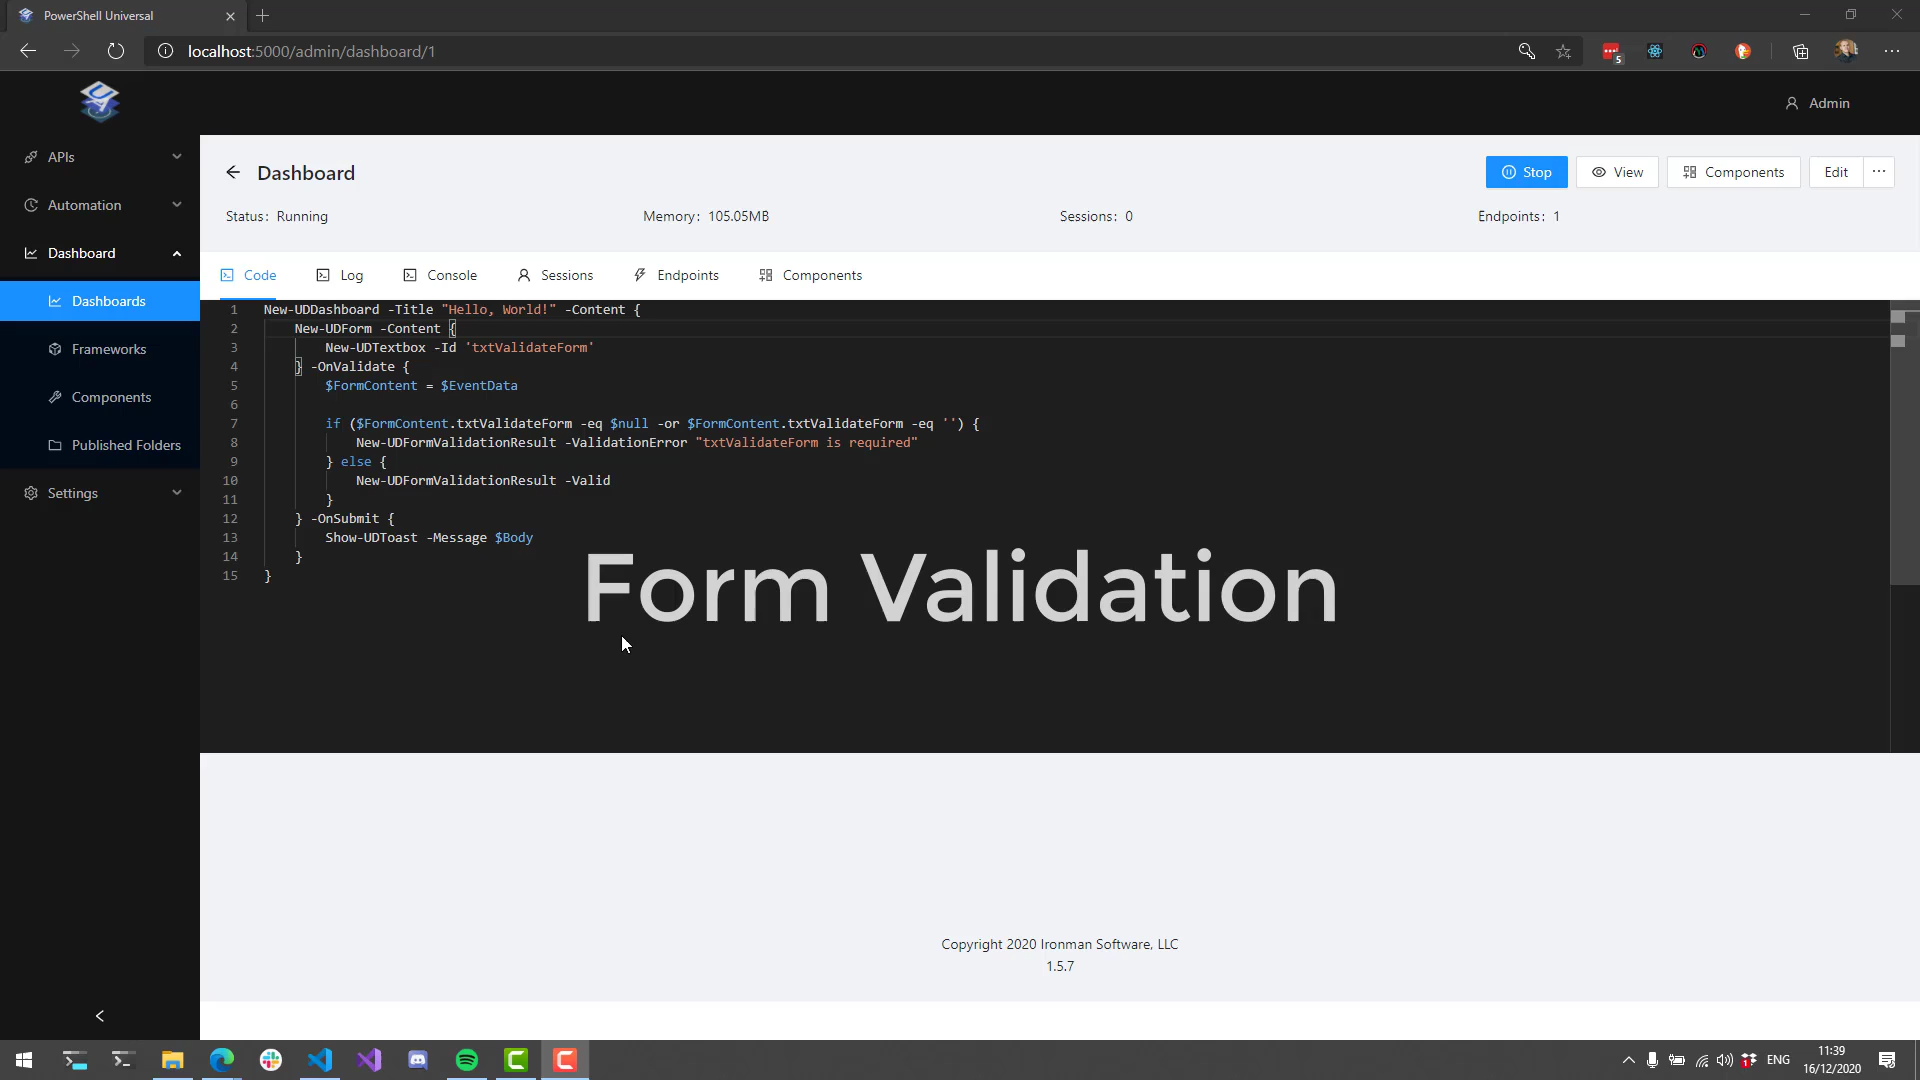 PowerShell Universal
localhost:5000/admin/dashboard/1
5
Admin
APIs
Automation
Dashboard
Dashboards
Frameworks
Components
Published Folders
Settings
Dashboard
Stop
View
Components
Edit
Status: Running
Memory: 105.05MB
Sessions: 0
Endpoints: 1
Code
Log
Console
Sessions
Endpoints
Components
1 New-UDDashboard -Title "Hello, World!" -Content {
2 New-UDForm -Content {
3 New-UDTextbox -Id 'txtValidateForm'
4 } -OnValidate {
5 $FormContent = $EventData
6
7 if ($FormContent.txtValidateForm -eq $null -or $FormContent.txtValidateForm -eq '') {
8 New-UDFormValidationResult -ValidationError "txtValidateForm is required"
9 } else {
10 New-UDFormValidationResult -Valid
11 }
12 } -OnSubmit {
13 Show-UDToast -Message $Body
14 }
15 }
Form Validation
Copyright 2020 Ironman Software, LLC
1.5.7
ENG
11:39
16/12/2020